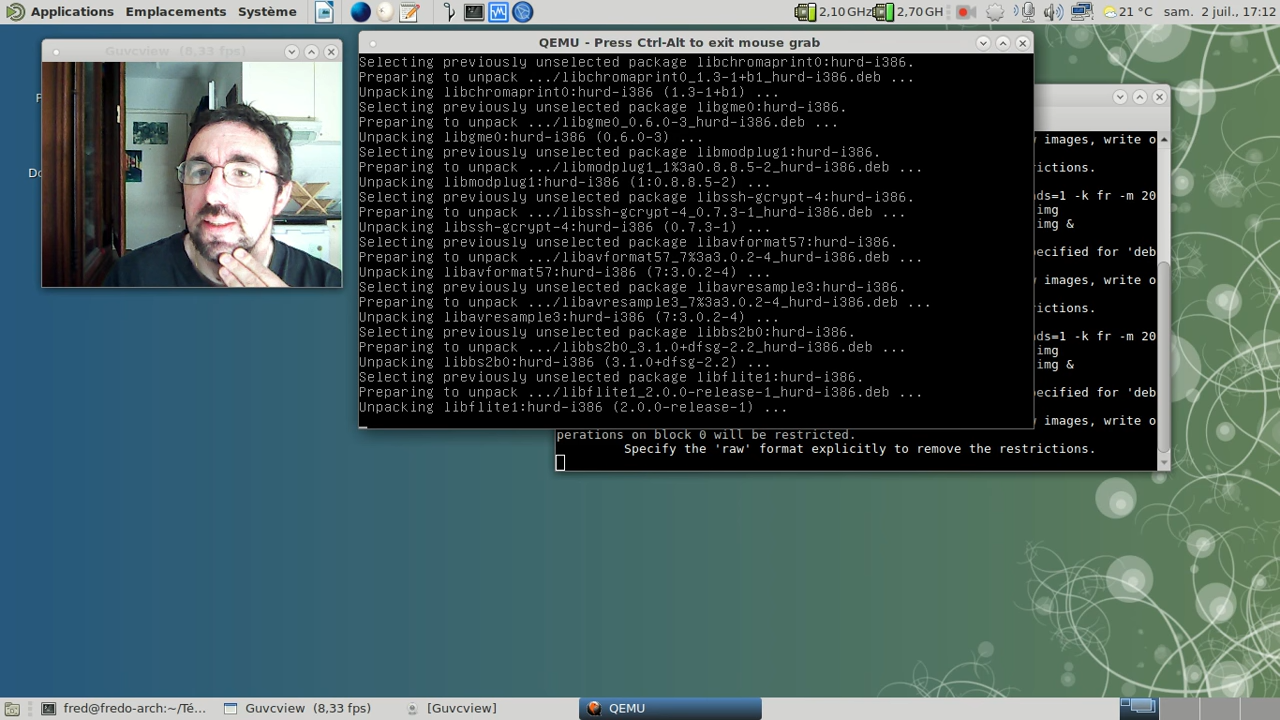 Applications Emplacements Système 2,10 GHz 2,70 GH 21 °C sam. 2 juil., 17:12
Guvcview (8,33 fps)
QEMU - Press Ctrl-Alt to exit mouse grab
Selecting previously unselected package libchromaprint0:hurd-i386.
Preparing to unpack .../libchromaprint0_1.3-1+b1_hurd-i386.deb ...
Unpacking libchromaprint0:hurd-i386 (1.3-1+b1) ...
Selecting previously unselected package libgme0:hurd-i386.
Preparing to unpack .../libgme0_0.6.0-3_hurd-i386.deb ...
Unpacking libgme0:hurd-i386 (0.6.0-3) ...
Selecting previously unselected package libmodplug1:hurd-i386.
Preparing to unpack .../libmodplug1_1%3a0.8.8.5-2_hurd-i386.deb ...
Unpacking libmodplug1:hurd-i386 (1:0.8.8.5-2) ...
Selecting previously unselected package libssh-gcrypt-4:hurd-i386.
Preparing to unpack .../libssh-gcrypt-4_0.7.3-1_hurd-i386.deb ...
Unpacking libssh-gcrypt-4:hurd-i386 (0.7.3-1) ...
Selecting previously unselected package libavformat57:hurd-i386.
Preparing to unpack .../libavformat57_7%3a3.0.2-4_hurd-i386.deb ...
Unpacking libavformat57:hurd-i386 (7:3.0.2-4) ...
Selecting previously unselected package libavresample3:hurd-i386.
Preparing to unpack .../libavresample3_7%3a3.0.2-4_hurd-i386.deb ...
Unpacking libavresample3:hurd-i386 (7:3.0.2-4) ...
Selecting previously unselected package libbs2b0:hurd-i386.
Preparing to unpack .../libbs2b0_3.1.0+dfsg-2.2_hurd-i386.deb ...
Unpacking libbs2b0:hurd-i386 (3.1.0+dfsg-2.2) ...
Selecting previously unselected package libflite1:hurd-i386.
Preparing to unpack .../libflite1_2.0.0-release-1_hurd-i386.deb ...
Unpacking libflite1:hurd-i386 (2.0.0-release-1) ...
w images, write o
rictions.
nds=1 -k fr -m 20
img
img &
pecified for 'deb
w images, write o
rictions.
nds=1 -k fr -m 20
img
img &
pecified for 'deb
w images, write o
perations on block 0 will be restricted.
Specify the 'raw' format explicitly to remove the restrictions.
fred@fredo-arch:~/Té... Guvcview (8,33 fps) [Guvcview] QEMU